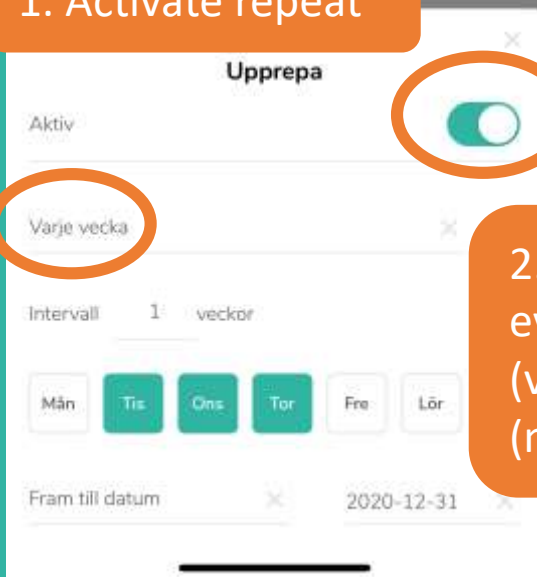 1. Activate repeat
Upprepa
Aktiv
Varje vecka
Intervall 1 veckor
Mån Tis Ons Tor Fre Lör
Fram till datum 2020-12-31
2